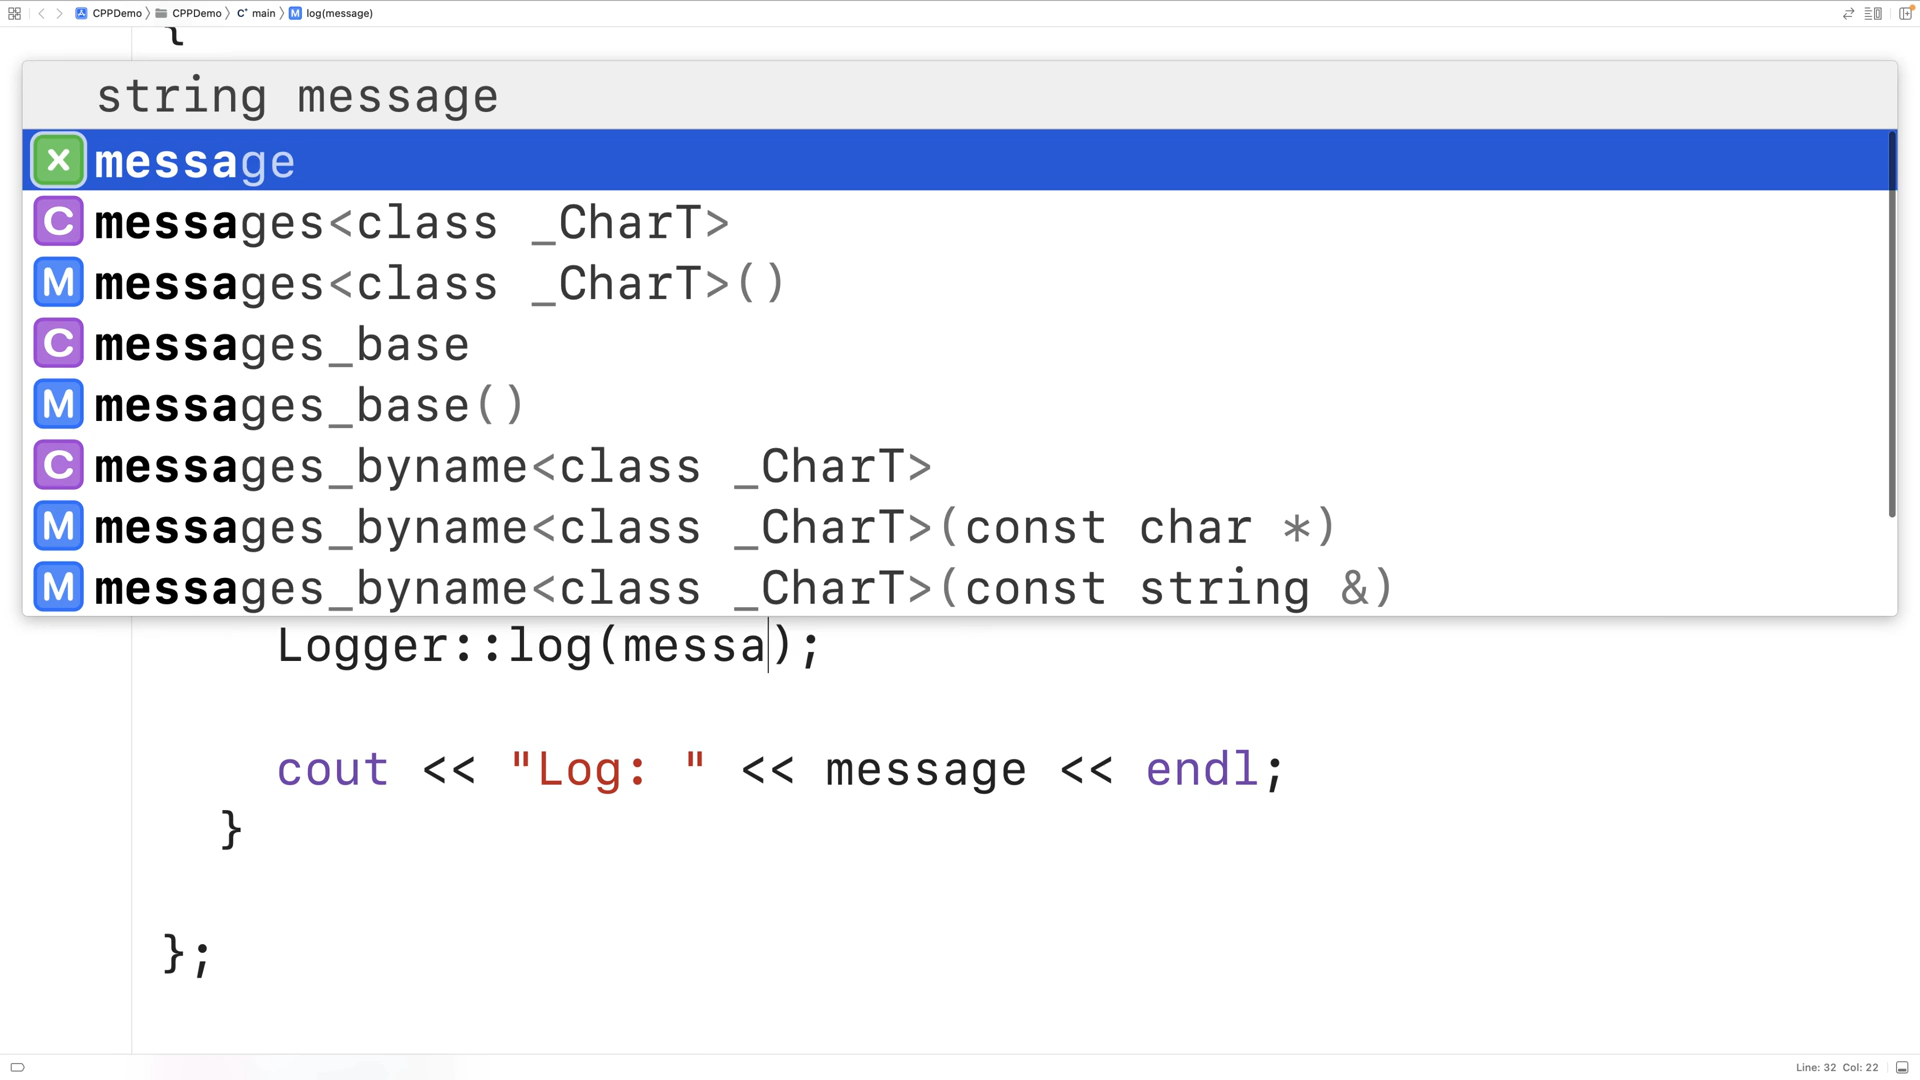 CPPDemo CPPDemo main M log(message)
{
string message
message
C messages<class _CharT>
M messages<class _CharT>()
C messages_base
M messages_base()
C messages_byname<class _CharT>
M messages_byname<class _CharT>(const char *)
M messages_byname<class _CharT>(const string &)
Logger::log(messa);
cout << "Log: " << message << endl;
}
};
Line: 32 Col: 22